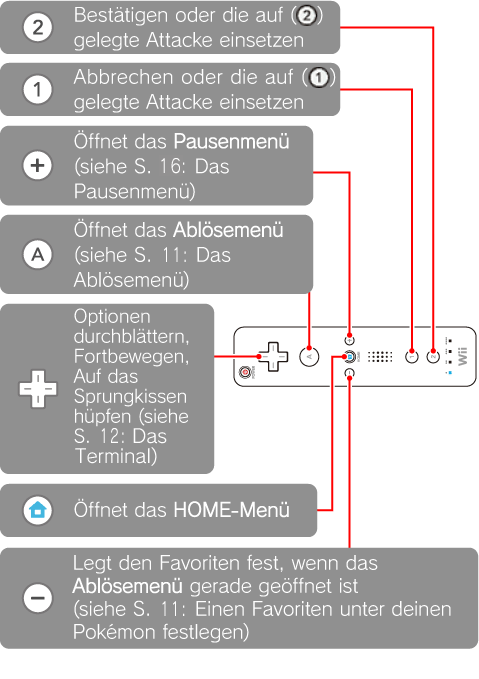 2
Bestätigen oder die auf (2)
gelegte Attacke einsetzen
1
Abbrechen oder die auf (1)
gelegte Attacke einsetzen
+
Öffnet das Pausenmenü
(siehe S. 16: Das
Pausenmenü)
A
Öffnet das Ablösemenü
(siehe S. 11: Das
Ablösemenü)
Optionen
durchblättern,
Fortbewegen,
Auf das
Sprungkissen
hüpfen (siehe
S. 12: Das
Terminal)
Öffnet das HOME-Menü
−
Legt den Favoriten fest, wenn das
Ablösemenü gerade geöffnet ist
(siehe S. 11: Einen Favoriten unter deinen
Pokémon festlegen)
A
1
2
Wii